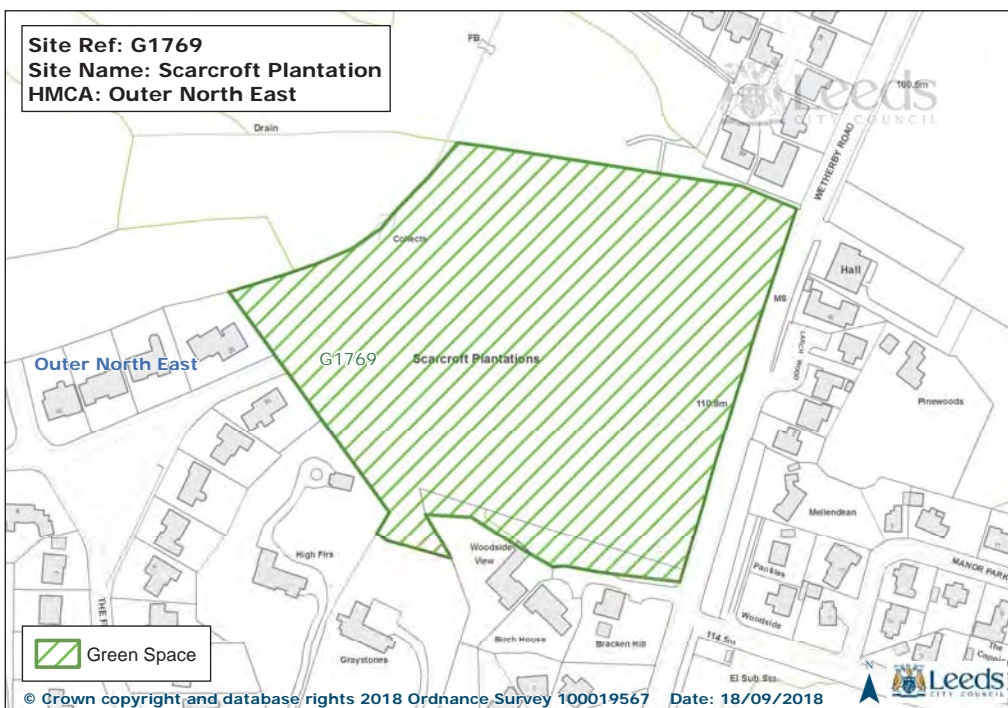 Site Ref: G1769
Site Name: Scarcroft Plantation
HMCA: Outer North East
FB
Leeds
CITY COUNCIL
100.5m
Drain
WETHERBY ROAD
Collects
Hall
MS
LARCH WOOD
Outer North East
G1769
Scarcroft Plantations
110.8m
Pinewoods
Mellendean
High Firs
Woodside View
MANOR PARK
Pansies
Woodside
THE F
Birch House
Bracken Hill
114.5m
The
Graystones
El Sub Sta
Green Space
N
Leeds
CITY COUNCIL
© Crown copyright and database rights 2018 Ordnance Survey 100019567 Date: 18/09/2018